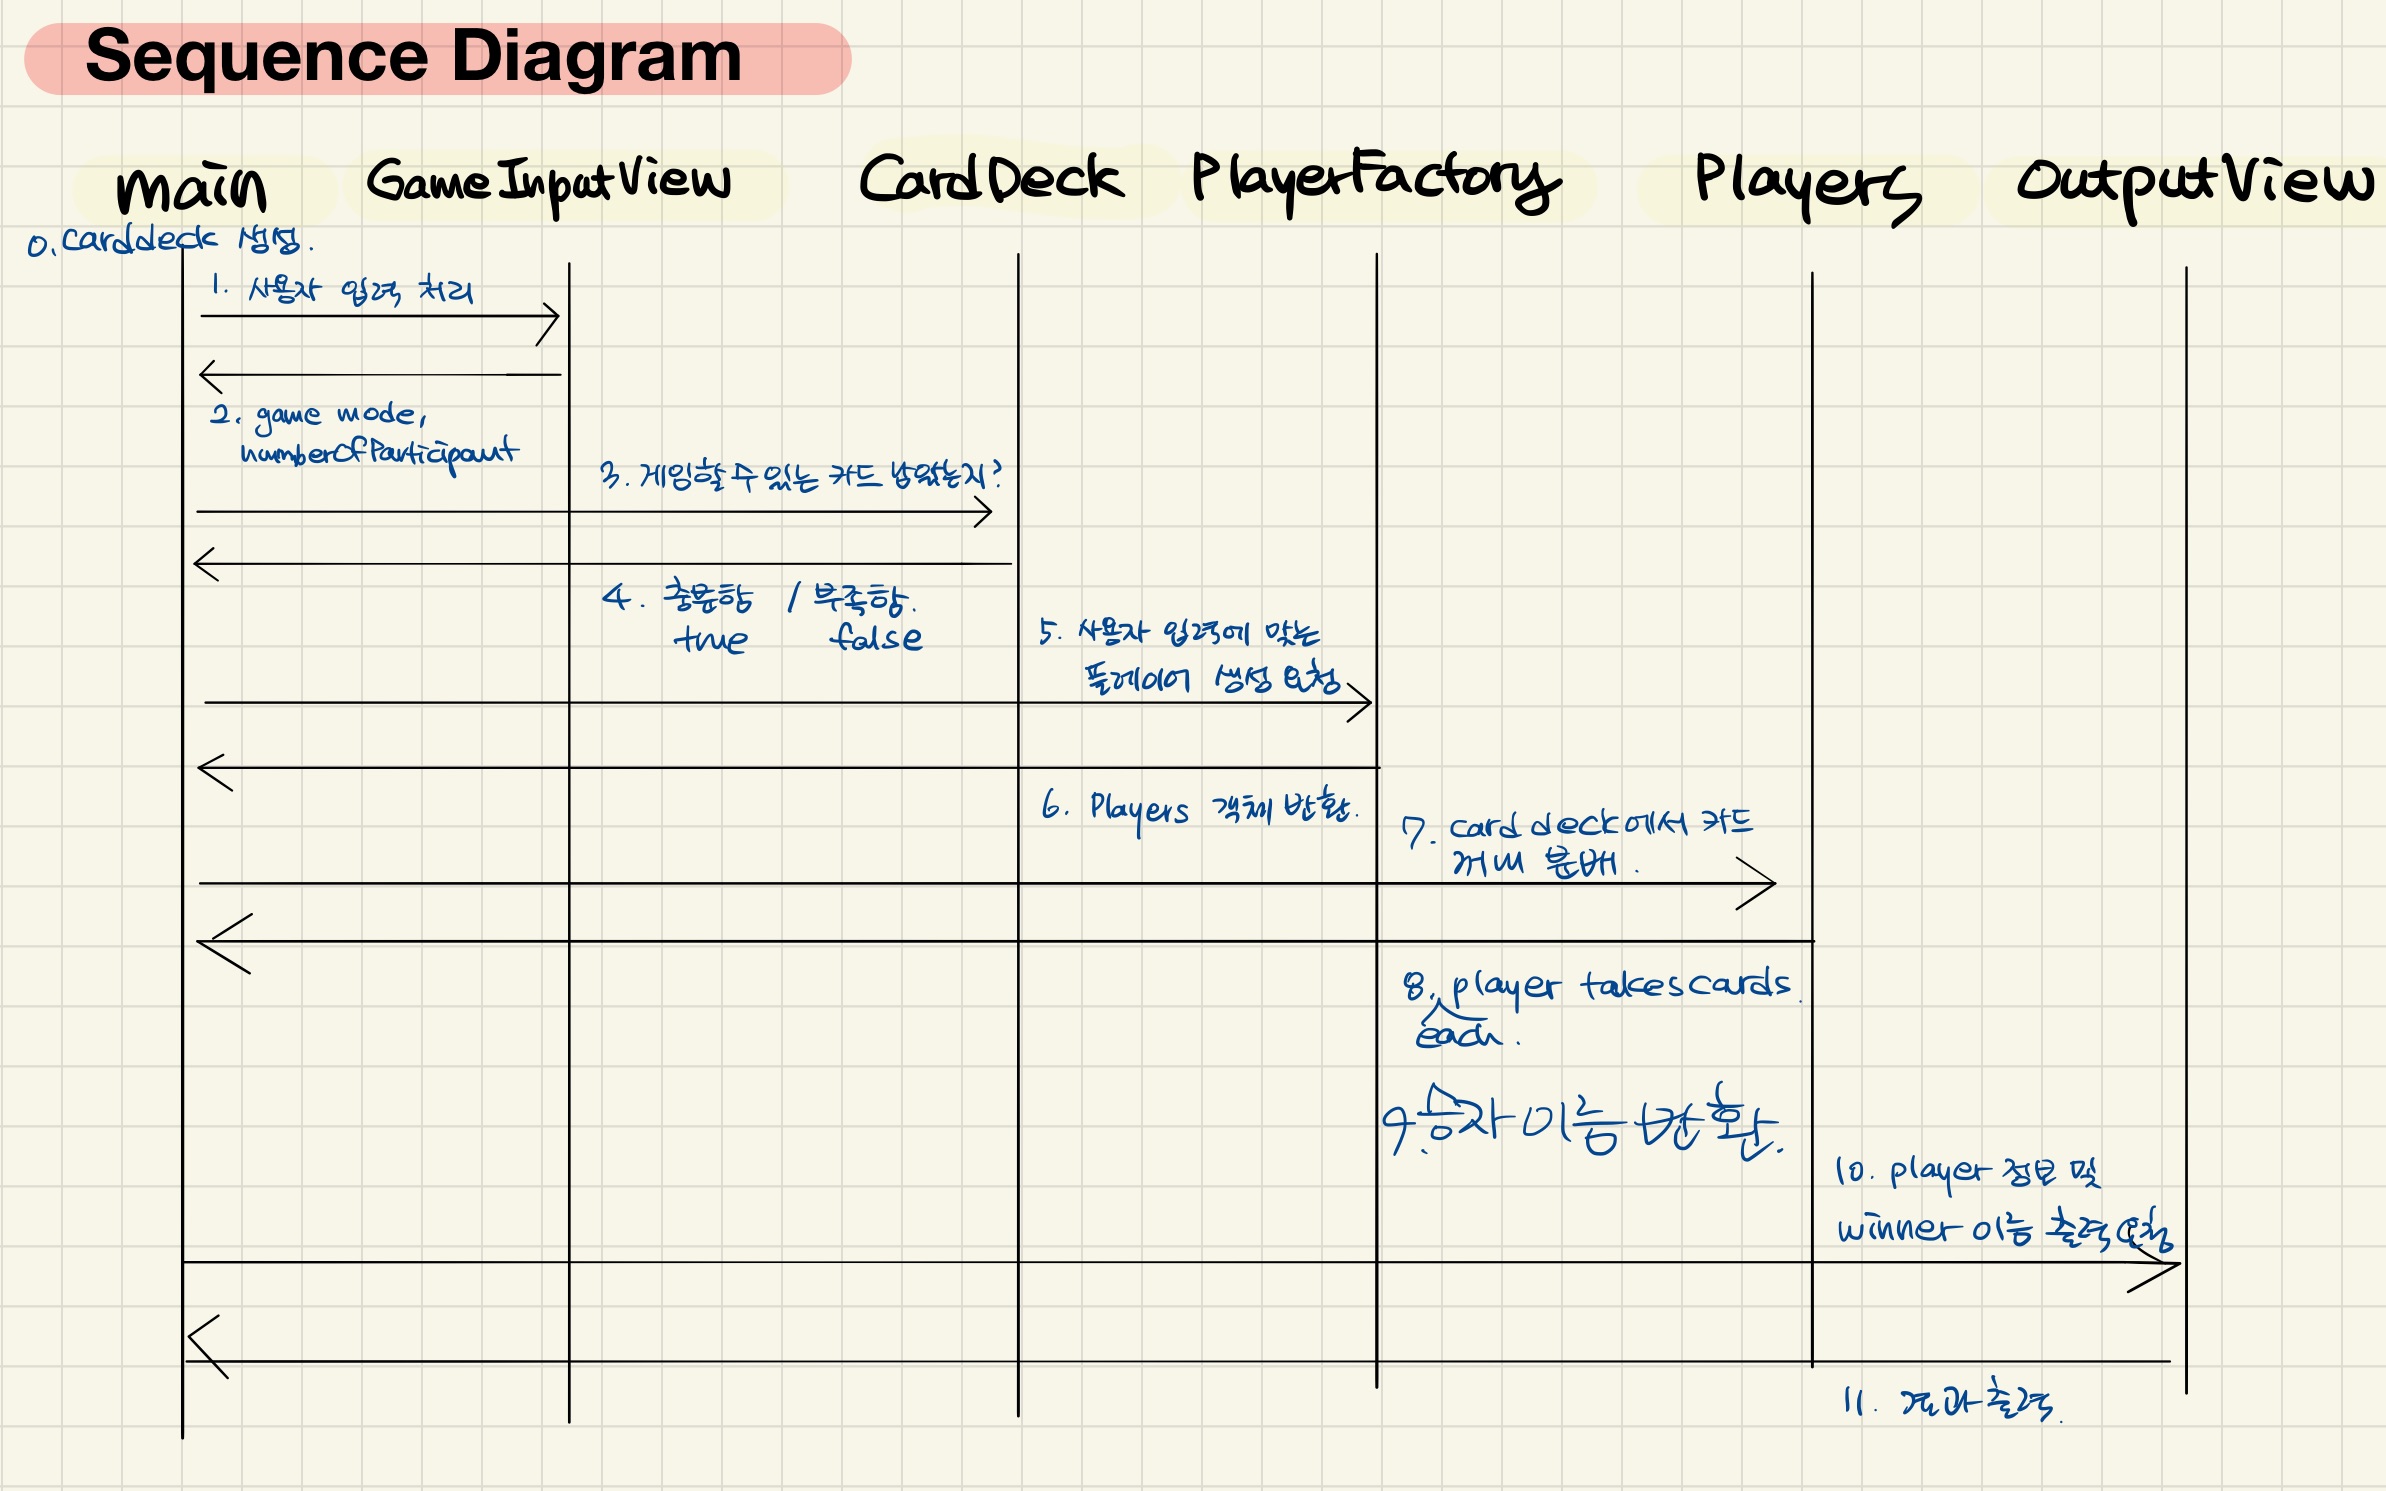 Sequence Diagram
main GameInputView CardDeck PlayerFactory Players OutputView
0. Carddeck 생성.
1. 사용자 입력 처리
2. game mode,
numberOfParticipant
3. 게임할 수 있는 카드 남았는지?
4. 충분함 / 부족함.
true false
5. 사용자 입력에 맞는
플레이어 생성 요청
6. Players 객체 반환.
7. card deck에서 카드
꺼내 분배.
8. player takes cards.
each.
9. 승자 이름 반환.
10. player 정보 및
winner 이름 출력 요청
11. 결과 출력.